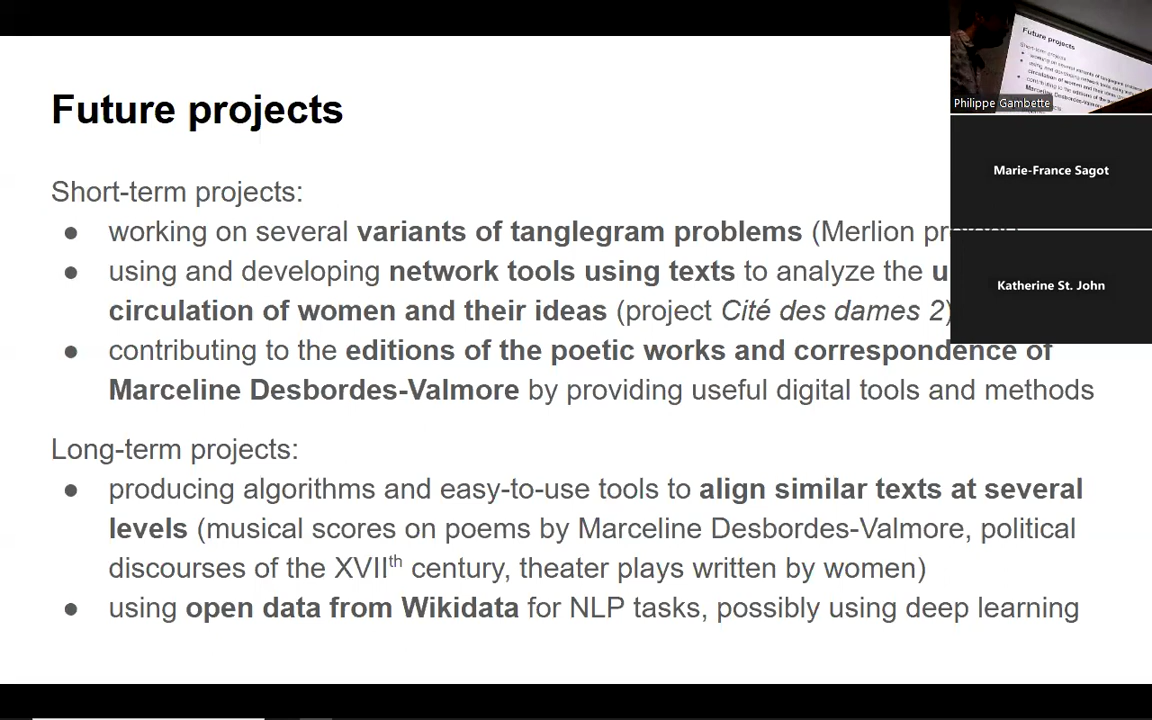 Future projects
Short-term projects:
● working on several variants of tanglegram problems (Merlion
● using and developing network tools using texts to analyze the
circulation of women and their ideas (project Cité des dames 2)
● contributing to the editions of the poetic works and correspondence of
Marceline Desbordes-Valmore by providing useful digital tools and methods
Long-term projects:
● producing algorithms and easy-to-use tools to align similar texts at several
levels (musical scores on poems by Marceline Desbordes-Valmore, political
discourses of the XVIIth century, theater plays written by women)
● using open data from Wikidata for NLP tasks, possibly using deep learning
Future projects
Philippe Gambette
Marie-France Sagot
Katherine St. John